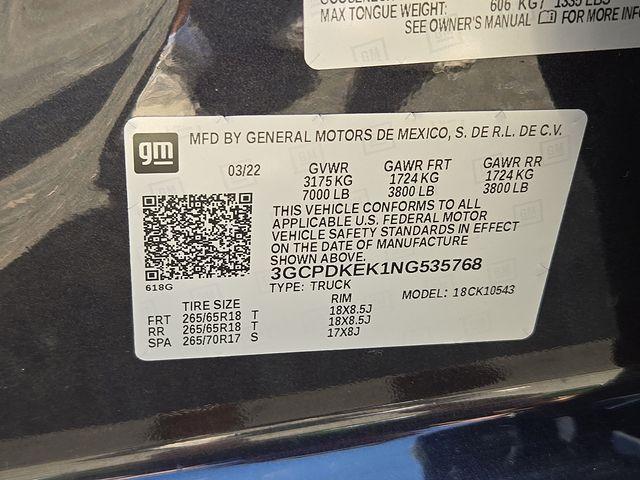 MAX TONGUE WEIGHT: 606 KG / 1335 LBS
SEE OWNER'S MANUAL FOR MORE INFO
gm
MFD BY GENERAL MOTORS DE MEXICO, S. DE R.L. DE C.V.
03/22 GVWR GAWR FRT GAWR RR
3175 KG 1724 KG 1724 KG
7000 LB 3800 LB 3800 LB
THIS VEHICLE CONFORMS TO ALL
APPLICABLE U.S. FEDERAL MOTOR
VEHICLE SAFETY STANDARDS IN EFFECT
ON THE DATE OF MANUFACTURE
SHOWN ABOVE.
3GCPDKEK1NG535768
618G
TYPE: TRUCK MODEL: 18CK10543
TIRE SIZE RIM
FRT 265/65R18 T 18X8.5J
RR 265/65R18 T 18X8.5J
SPA 265/70R17 S 17X8J